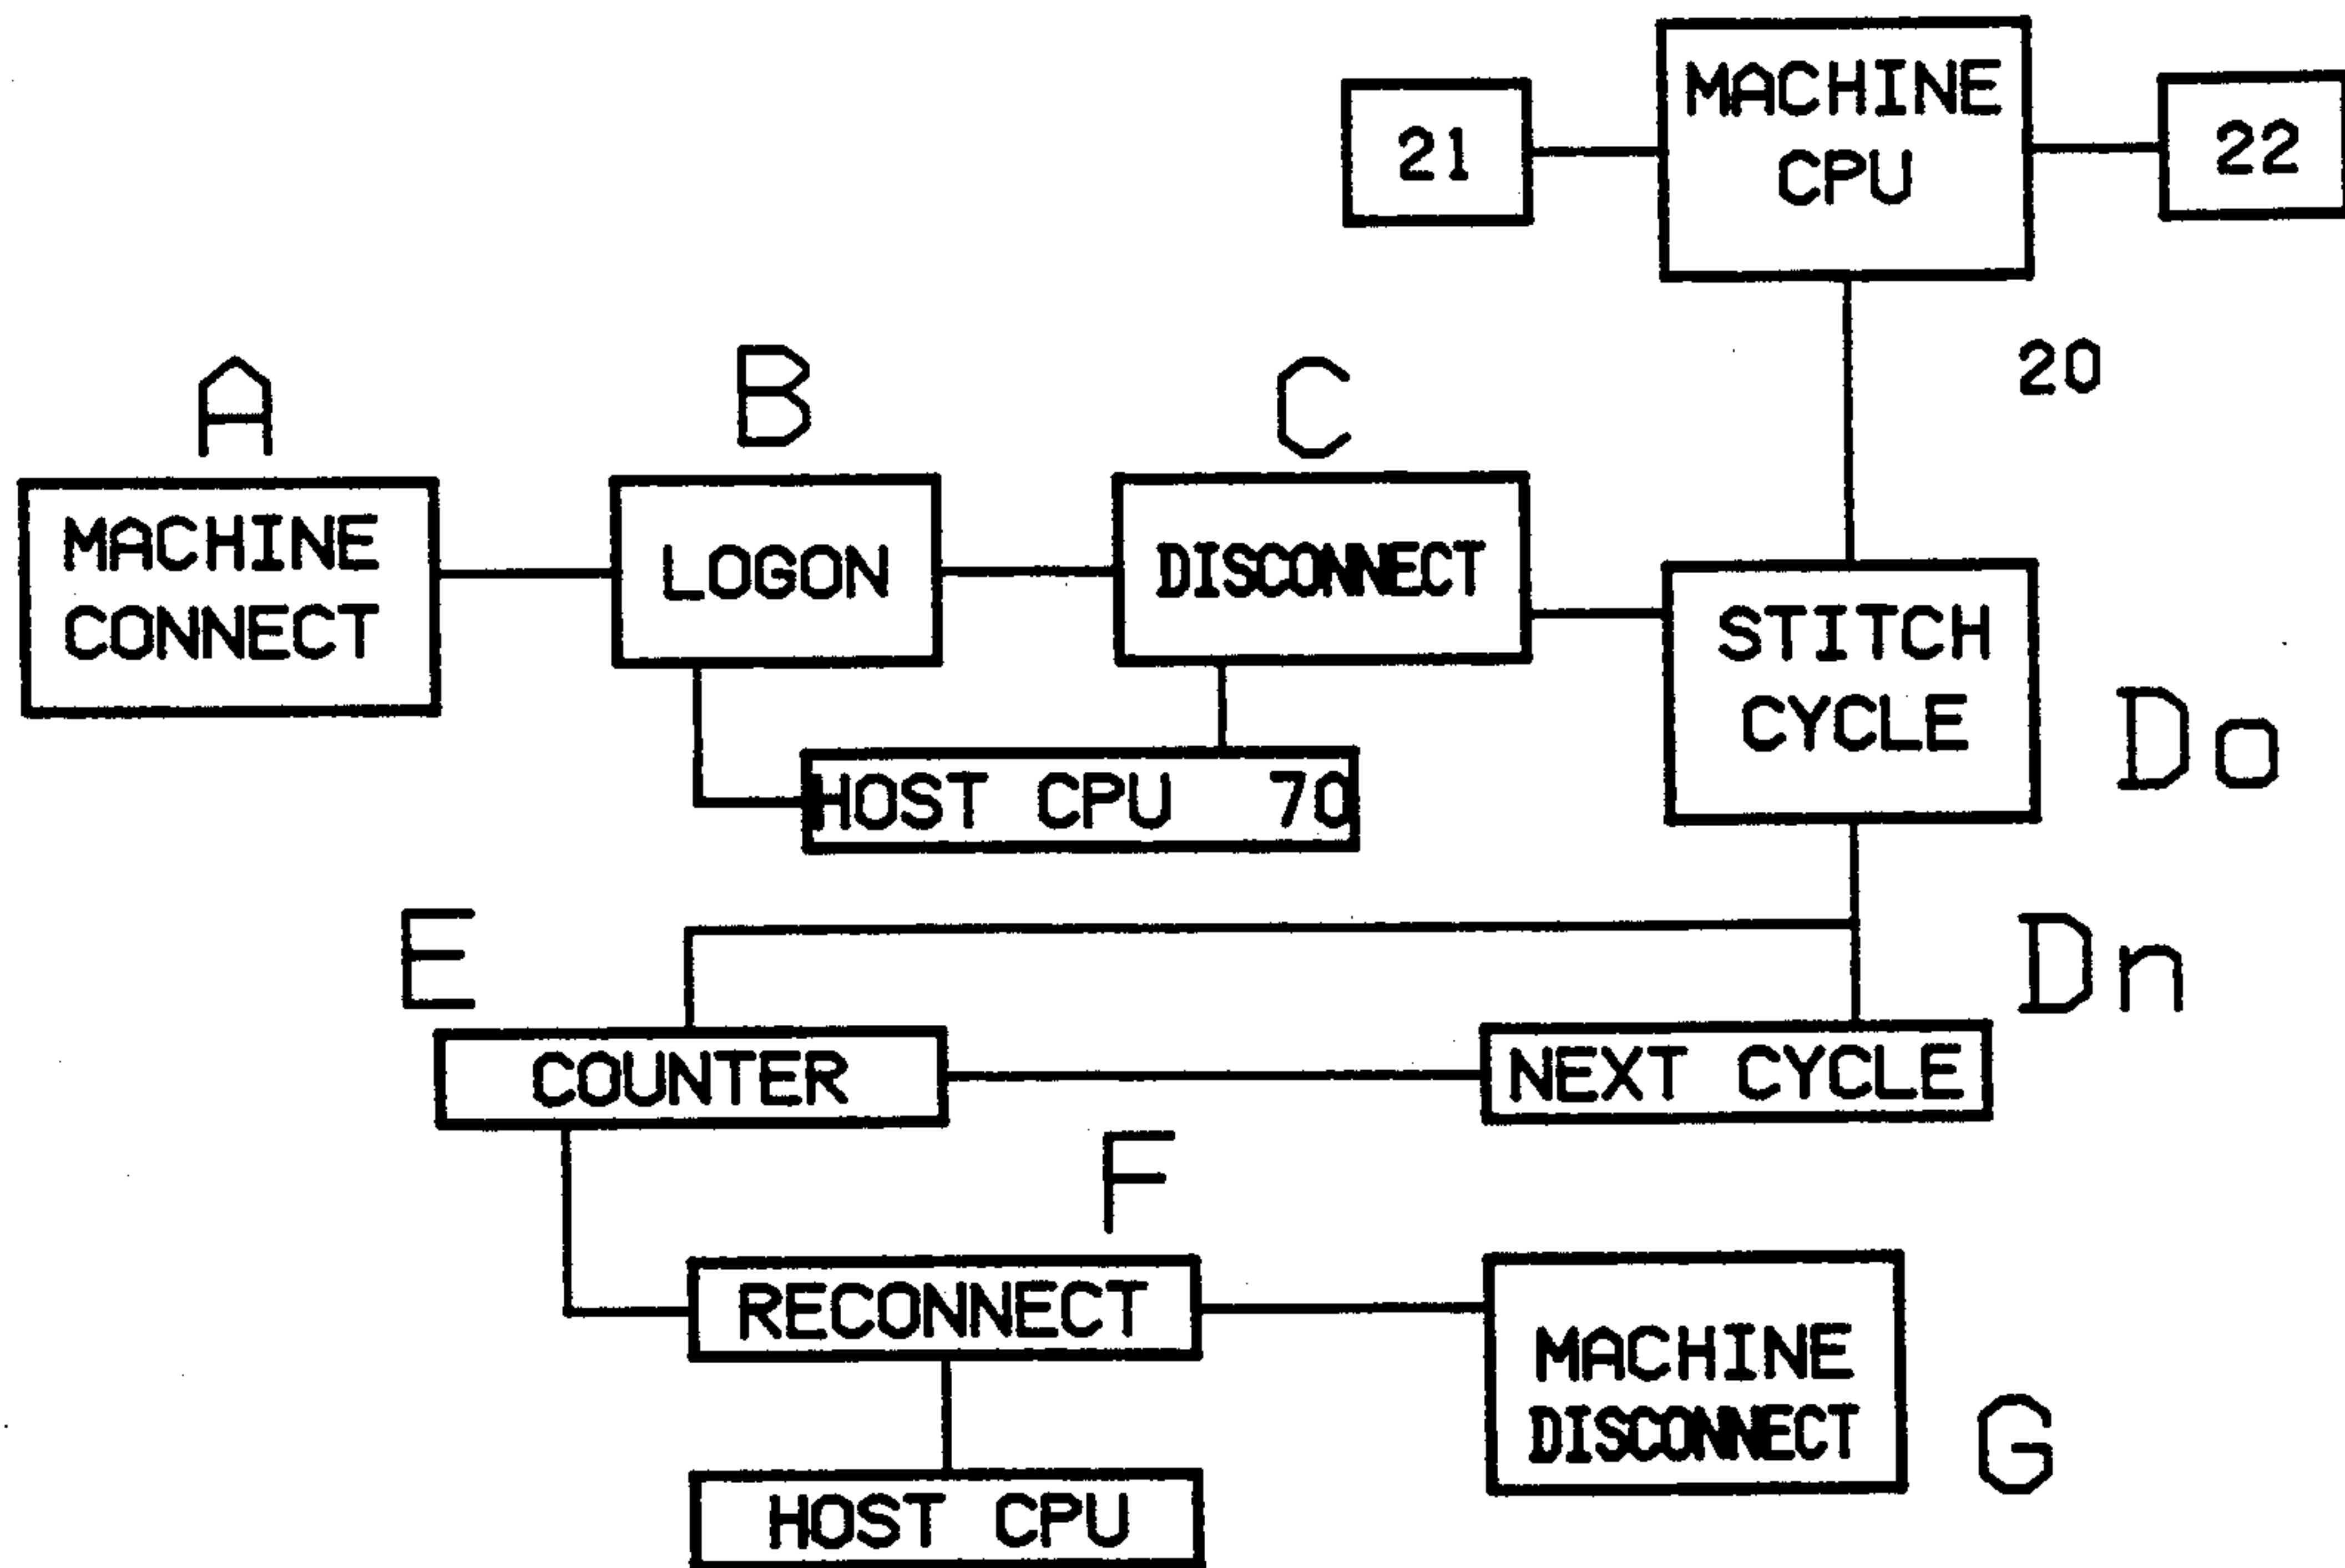 MACHINE
CPU
21
22
20
A
B
C
MACHINE
CONNECT
LOGON
DISCONNECT
STITCH
CYCLE
Do
HOST CPU 70
E
Dn
COUNTER
NEXT CYCLE
F
RECONNECT
MACHINE
DISCONNECT
G
HOST CPU